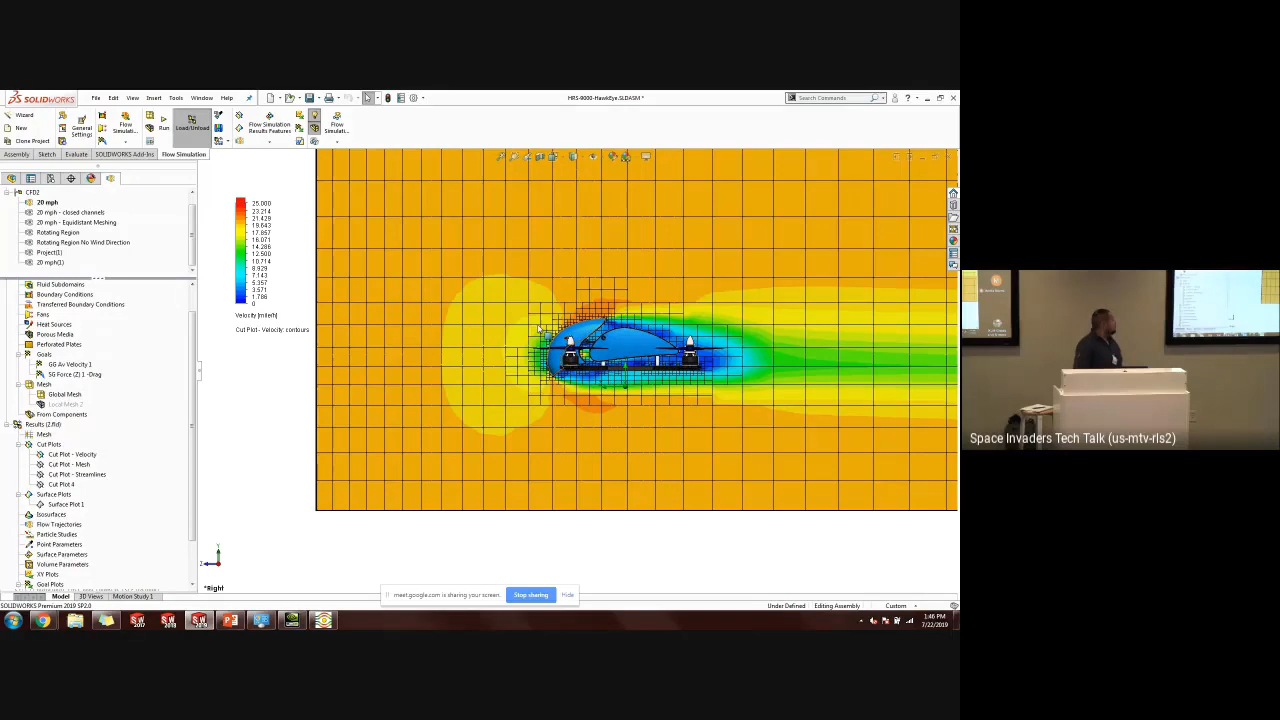 SOLIDWORKS
File Edit View Insert Tools Window Help
HRS-9000-HawkEye.SLDASM *
Search Commands
Wizard
New
Clone Project
General Settings
Flow Simulati...
Run
Load/Unload
Flow Simulation Results Features
Flow Simulati...
Assembly Sketch Evaluate SOLIDWORKS Add-Ins Flow Simulation
CFD2
20 mph
20 mph - closed channels
20 mph - Equidistant Meshing
Rotating Region
Rotating Region No Wind Direction
Project(1)
20 mph(1)
Fluid Subdomains
Boundary Conditions
Transferred Boundary Conditions
Fans
Heat Sources
Porous Media
Perforated Plates
Goals
GG Av Velocity 1
SG Force (Z) 1 -Drag
Mesh
Global Mesh
Local Mesh 2
From Components
Results (2.fld)
Mesh
Cut Plots
Cut Plot - Velocity
Cut Plot - Mesh
Cut Plot - Streamlines
Cut Plot 4
Surface Plots
Surface Plot 1
Isosurfaces
Flow Trajectories
Particle Studies
Point Parameters
Surface Parameters
Volume Parameters
XY Plots
Goal Plots
25.000
23.214
21.429
19.643
17.857
16.071
14.286
12.500
10.714
8.929
7.143
5.357
3.571
1.786
0
Velocity [mile/h]
Cut Plot - Velocity: contours
Y
Z
*Right
meet.google.com is sharing your screen.
Stop sharing
Hide
Model 3D Views Motion Study 1
SOLIDWORKS Premium 2019 SP2.0
Under Defined Editing Assembly Custom
2017
2018
2019
1:46 PM
7/22/2019
Space Invaders Tech Talk (us-mtv-rls2)